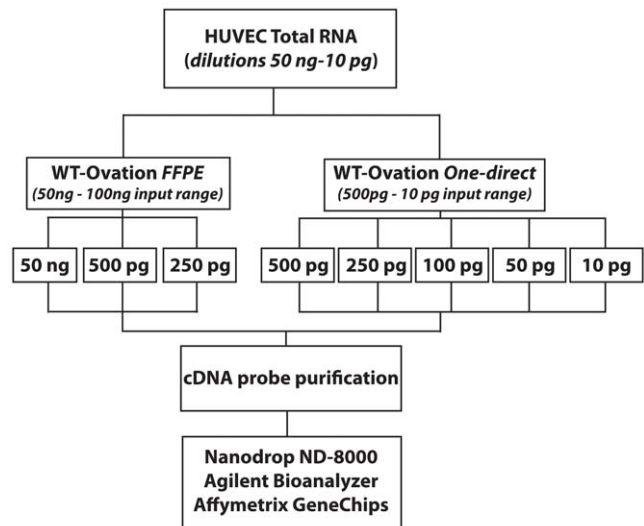 HUVEC Total RNA
(dilutions 50 ng-10 pg)
WT-Ovation FFPE
(50ng - 100ng input range)
WT-Ovation One-direct
(500pg - 10 pg input range)
50 ng
500 pg
250 pg
500 pg
250 pg
100 pg
50 pg
10 pg
cDNA probe purification
Nanodrop ND-8000
Agilent Bioanalyzer
Affymetrix GeneChips